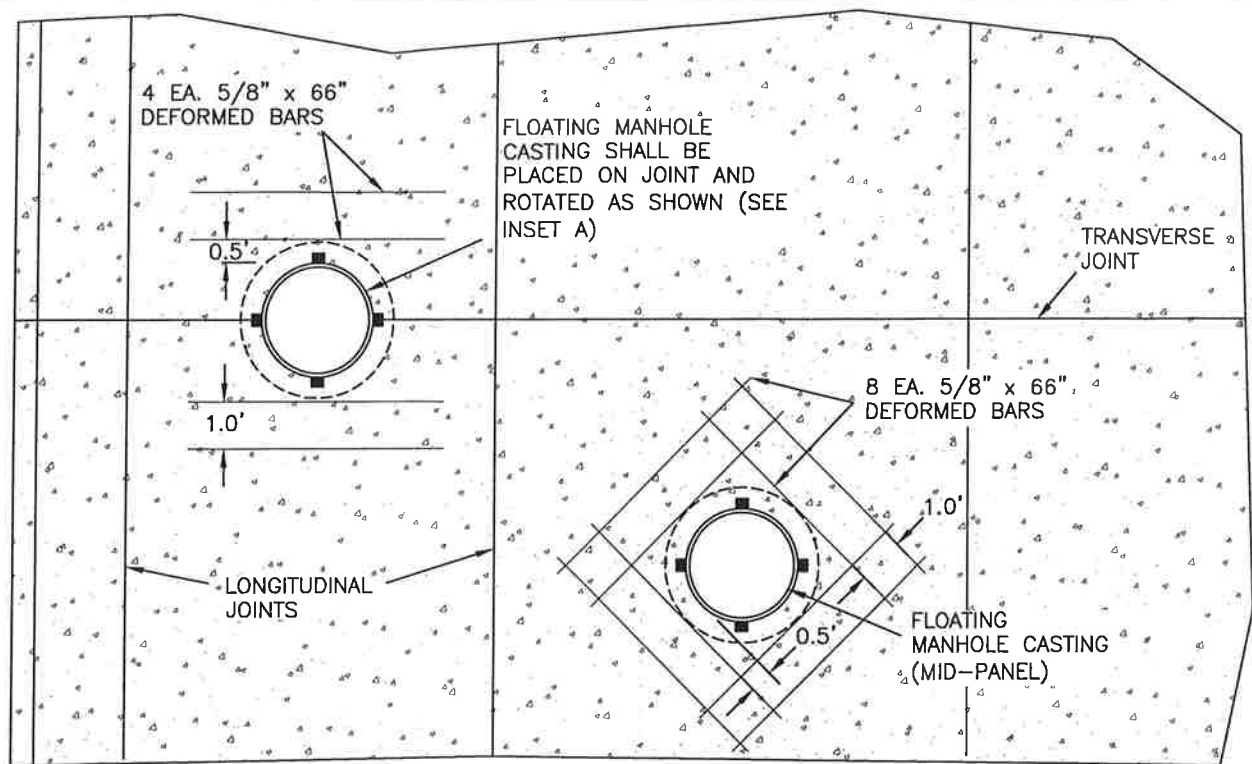 4 EA. 5/8" x 66"
DEFORMED BARS
FLOATING MANHOLE
CASTING SHALL BE
PLACED ON JOINT AND
ROTATED AS SHOWN (SEE
INSET A)
0.5'
TRANSVERSE
JOINT
1.0'
8 EA. 5/8" x 66"
DEFORMED BARS
1.0'
LONGITUDINAL
JOINTS
0.5'
FLOATING
MANHOLE CASTING
(MID-PANEL)